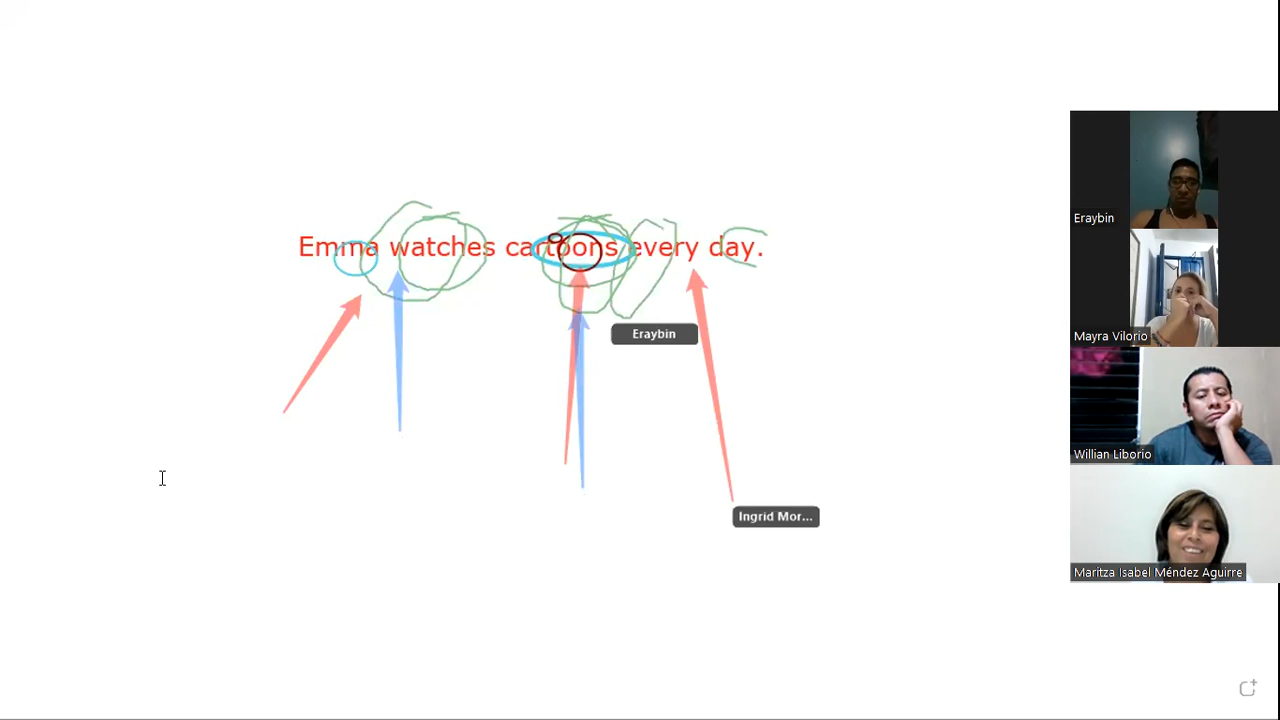 Emma watches cartoons every day.
Eraybin
Ingrid Mor...
Eraybin
Mayra Vilorio
Willian Liborio
Maritza Isabel Méndez Aguirre